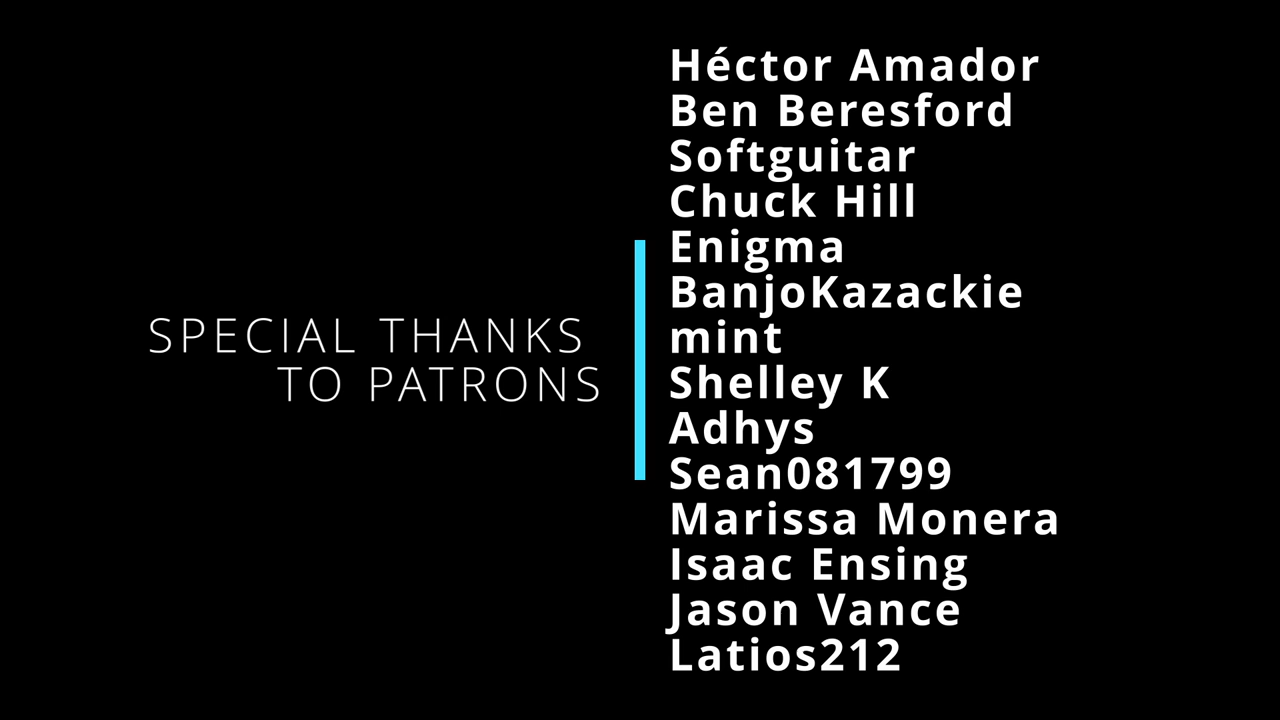 SPECIAL THANKS
TO PATRONS
Héctor Amador
Ben Beresford
Softguitar
Chuck Hill
Enigma
BanjoKazackie
mint
Shelley K
Adhys
Sean081799
Marissa Monera
Isaac Ensing
Jason Vance
Latios212